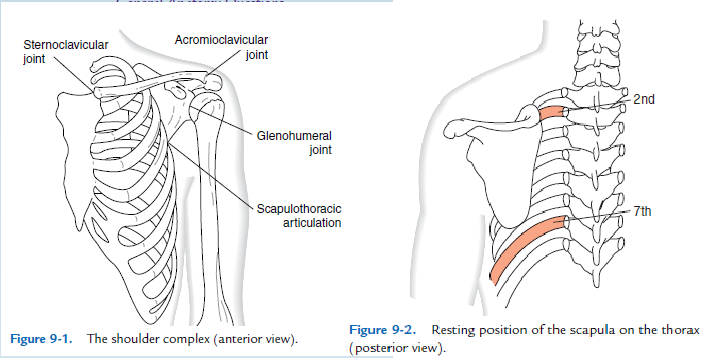 Sternoclavicular
joint
Acromioclavicular
joint
Glenohumeral
joint
Scapulothoracic
articulation
Figure 9-1. The shoulder complex (anterior view).
2nd
7th
Figure 9-2. Resting position of the scapula on the thorax
(posterior view).